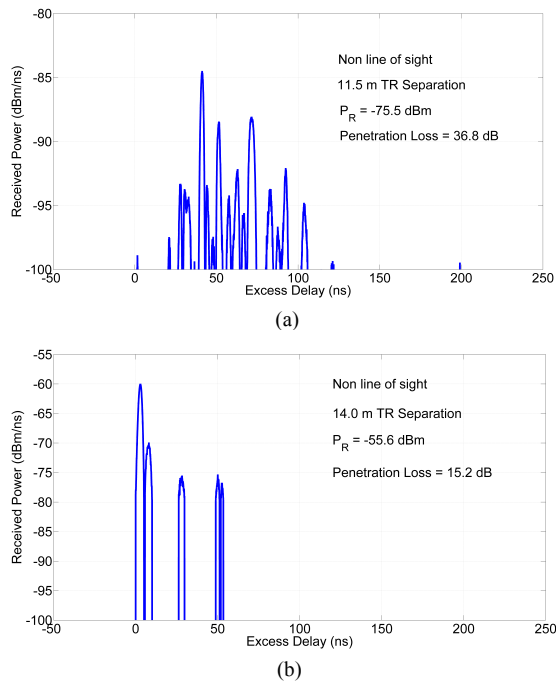 -80
-85
-90
-95
-100
-50
0
50
100
150
200
250
Received Power (dBm/ns)
Excess Delay (ns)
Non line of sight
11.5 m TR Separation
P_R = -75.5 dBm
Penetration Loss = 36.8 dB
(a)
-55
-60
-65
-70
-75
-80
-85
-90
-95
-100
-50
0
50
100
150
200
250
Received Power (dBm/ns)
Excess Delay (ns)
Non line of sight
14.0 m TR Separation
P_R = -55.6 dBm
Penetration Loss = 15.2 dB
(b)